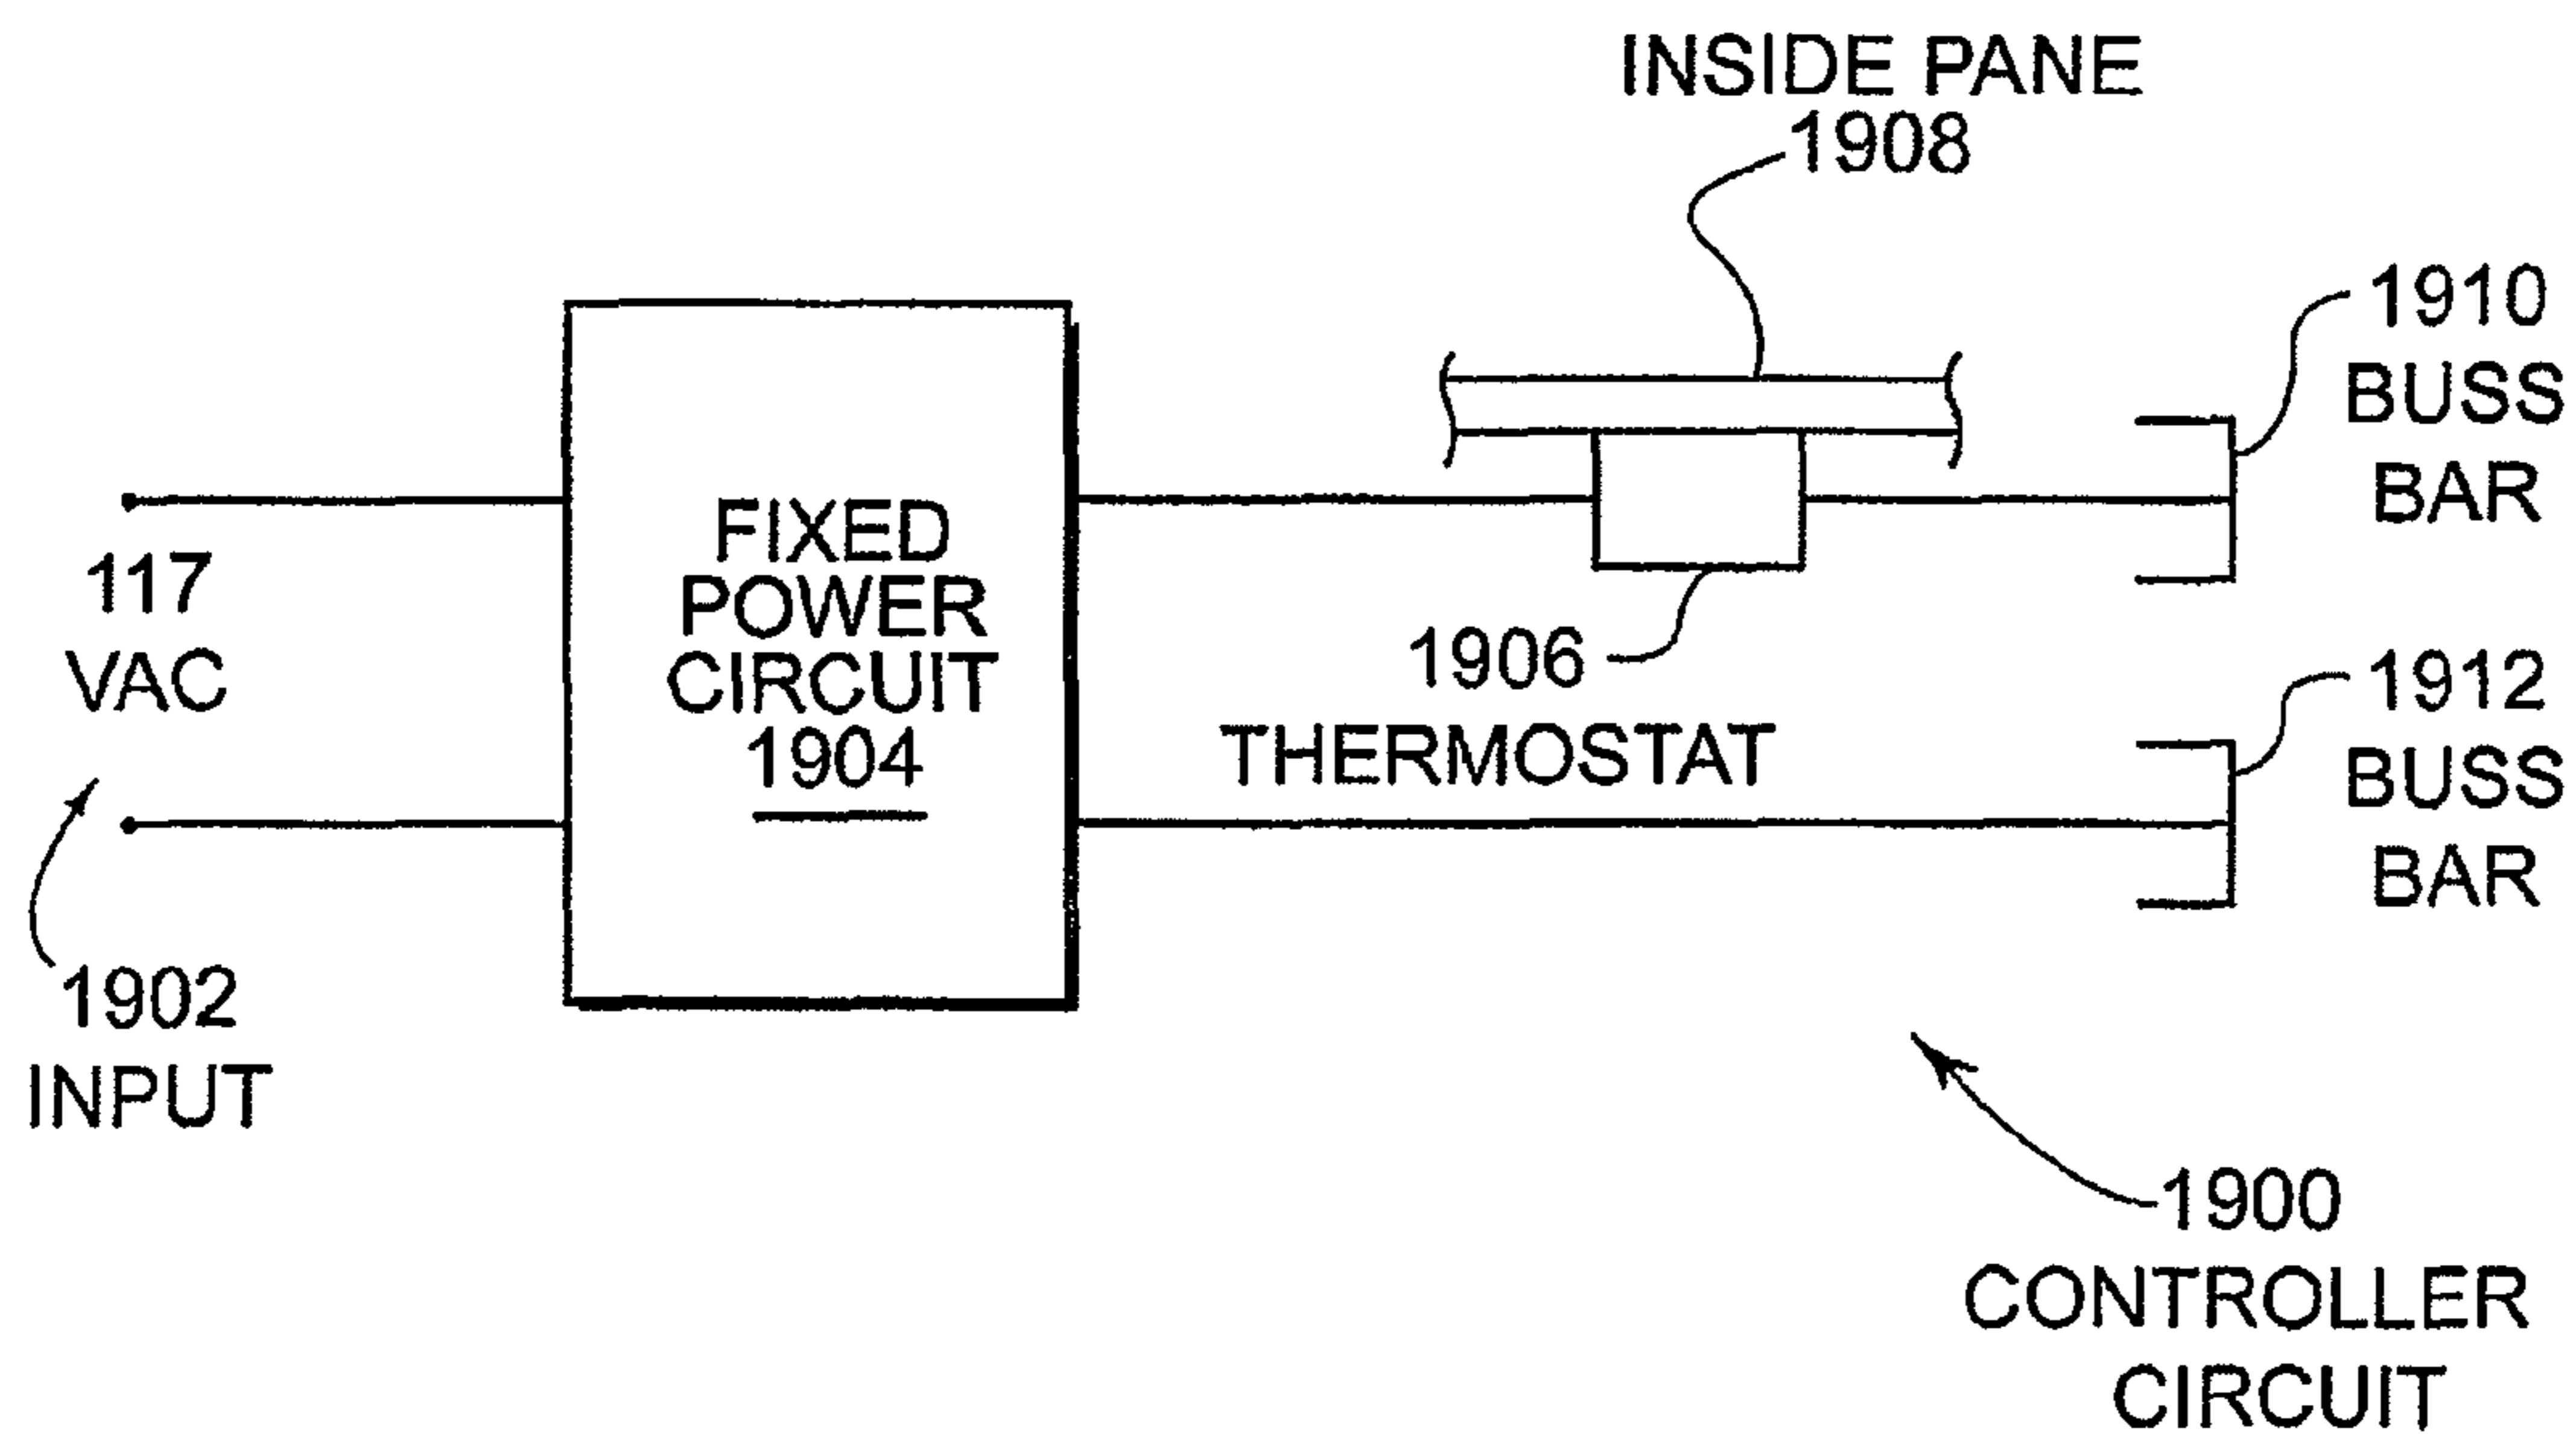 INSIDE PANE
1908
1910
BUSS
BAR
117
VAC
FIXED
POWER
CIRCUIT
1904
1906
THERMOSTAT
1912
BUSS
BAR
1902
INPUT
1900
CONTROLLER
CIRCUIT